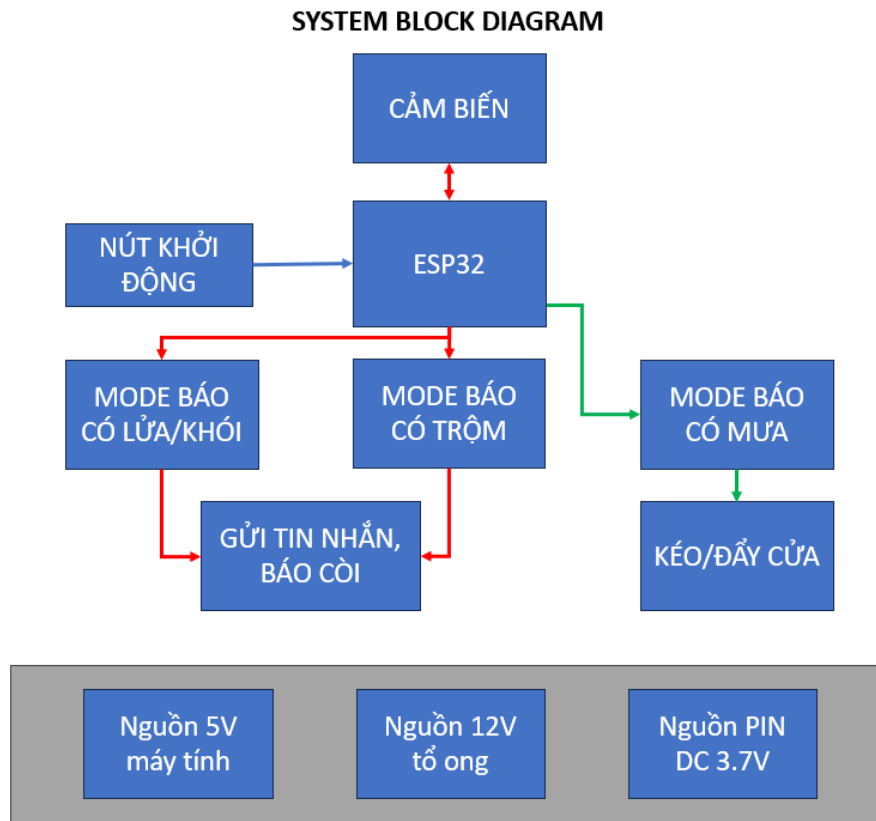 SYSTEM BLOCK DIAGRAM
CẢM BIẾN
NÚT KHỞI
ĐỘNG
ESP32
MODE BÁO
CÓ LỬA/KHÓI
MODE BÁO
CÓ TRỘM
MODE BÁO
CÓ MƯA
GỬI TIN NHẮN,
BÁO CÒI
KÉO/ĐẨY CỬA
Nguồn 5V
máy tính
Nguồn 12V
tổ ong
Nguồn PIN
DC 3.7V